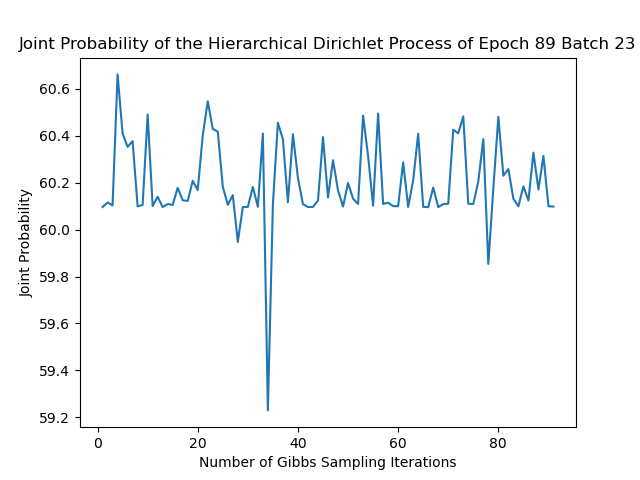 Joint Probability of the Hierarchical Dirichlet Process of Epoch 89 Batch 23
60.6
60.4
60.2
60.0
59.8
59.6
59.4
59.2
Joint Probability
0 20 40 60 80
Number of Gibbs Sampling Iterations